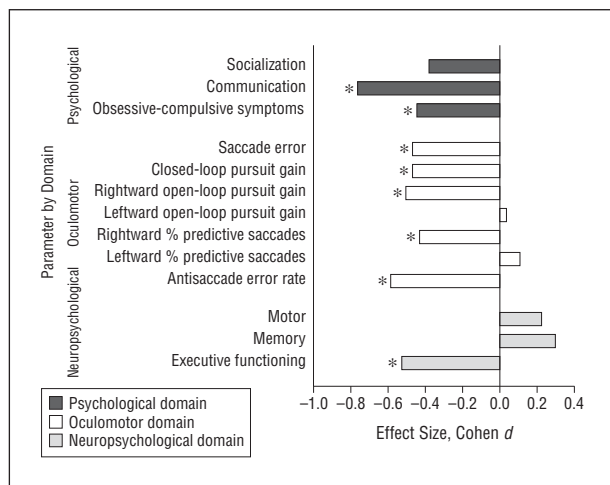 Parameter by Domain
Psychological
Socialization
* Communication
* Obsessive-compulsive symptoms
Oculomotor
* Saccade error
* Closed-loop pursuit gain
* Rightward open-loop pursuit gain
Leftward open-loop pursuit gain
* Rightward % predictive saccades
Leftward % predictive saccades
* Antisaccade error rate
Neuropsychological
Motor
Memory
* Executive functioning
−1.0 −0.8 −0.6 −0.4 −0.2 0 0.2 0.4
Effect Size, Cohen d
Psychological domain
Oculomotor domain
Neuropsychological domain